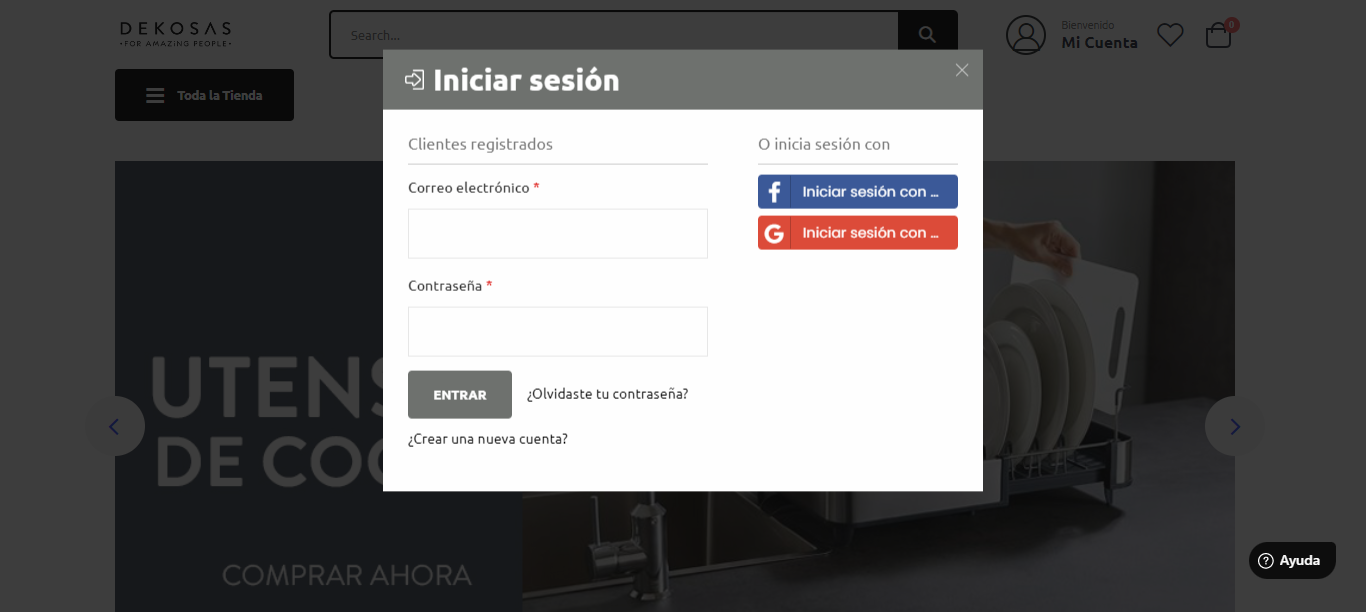 DEKOSAS
•FOR AMAZING PEOPLE•
Search...
Bienvenido
Mi Cuenta
0
Toda la Tienda
Iniciar sesión
Clientes registrados
O inicia sesión con
Correo electrónico *
Iniciar sesión con ...
Iniciar sesión con ...
Contraseña *
ENTRAR
¿Olvidaste tu contraseña?
¿Crear una nueva cuenta?
UTENS
DE CO
COMPRAR AHORA
Ayuda